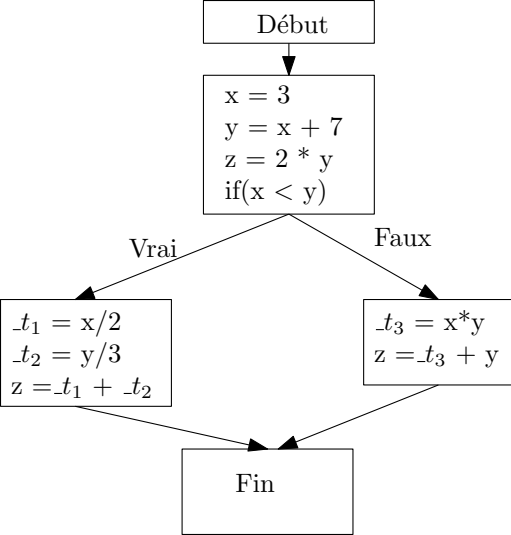 Début
x = 3
y = x + 7
z = 2 * y
if(x < y)
Vrai
Faux
_t₁ = x/2
_t₂ = y/3
z =_t₁ + _t₂
_t₃ = x*y
z =_t₃ + y
Fin